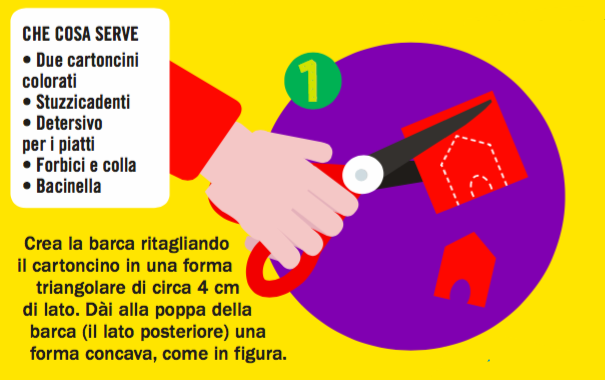 CHE COSA SERVE
• Due cartoncini
colorati
• Stuzzicadenti
• Detersivo
per i piatti
• Forbici e colla
• Bacinella
1
Crea la barca ritagliando
il cartoncino in una forma
triangolare di circa 4 cm
di lato. Dài alla poppa della
barca (il lato posteriore) una
forma concava, come in figura.